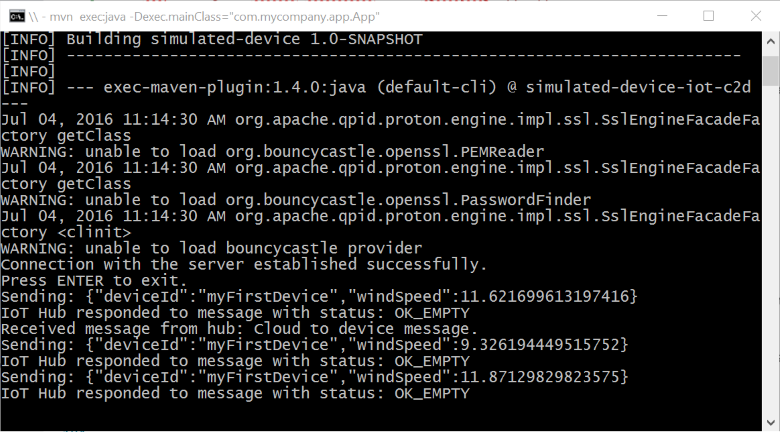 \\ - mvn  exec:java -Dexec.mainClass="com.mycompany.app.App"
[INFO] Building simulated-device 1.0-SNAPSHOT
[INFO] ------------------------------------------------------------------------
[INFO]
[INFO] --- exec-maven-plugin:1.4.0:java (default-cli) @ simulated-device-iot-c2d
---
Jul 04, 2016 11:14:30 AM org.apache.qpid.proton.engine.impl.ssl.SslEngineFacadeFa
ctory getClass
WARNING: unable to load org.bouncycastle.openssl.PEMReader
Jul 04, 2016 11:14:30 AM org.apache.qpid.proton.engine.impl.ssl.SslEngineFacadeFa
ctory getClass
WARNING: unable to load org.bouncycastle.openssl.PasswordFinder
Jul 04, 2016 11:14:30 AM org.apache.qpid.proton.engine.impl.ssl.SslEngineFacadeFa
ctory <clinit>
WARNING: unable to load bouncycastle provider
Connection with the server established successfully.
Press ENTER to exit.
Sending: {"deviceId":"myFirstDevice","windSpeed":11.621699613197416}
IoT Hub responded to message with status: OK_EMPTY
Received message from hub: Cloud to device message.
Sending: {"deviceId":"myFirstDevice","windSpeed":9.326194449515752}
IoT Hub responded to message with status: OK_EMPTY
Sending: {"deviceId":"myFirstDevice","windSpeed":11.87129829823575}
IoT Hub responded to message with status: OK_EMPTY